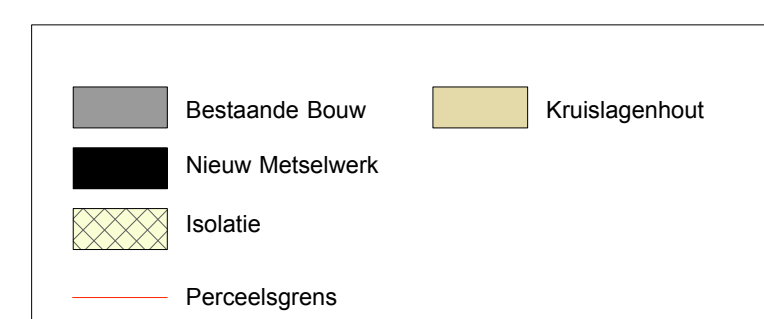 Bestaande Bouw
Nieuw Metselwerk
Isolatie
Perceelsgrens
Kruislagenhout